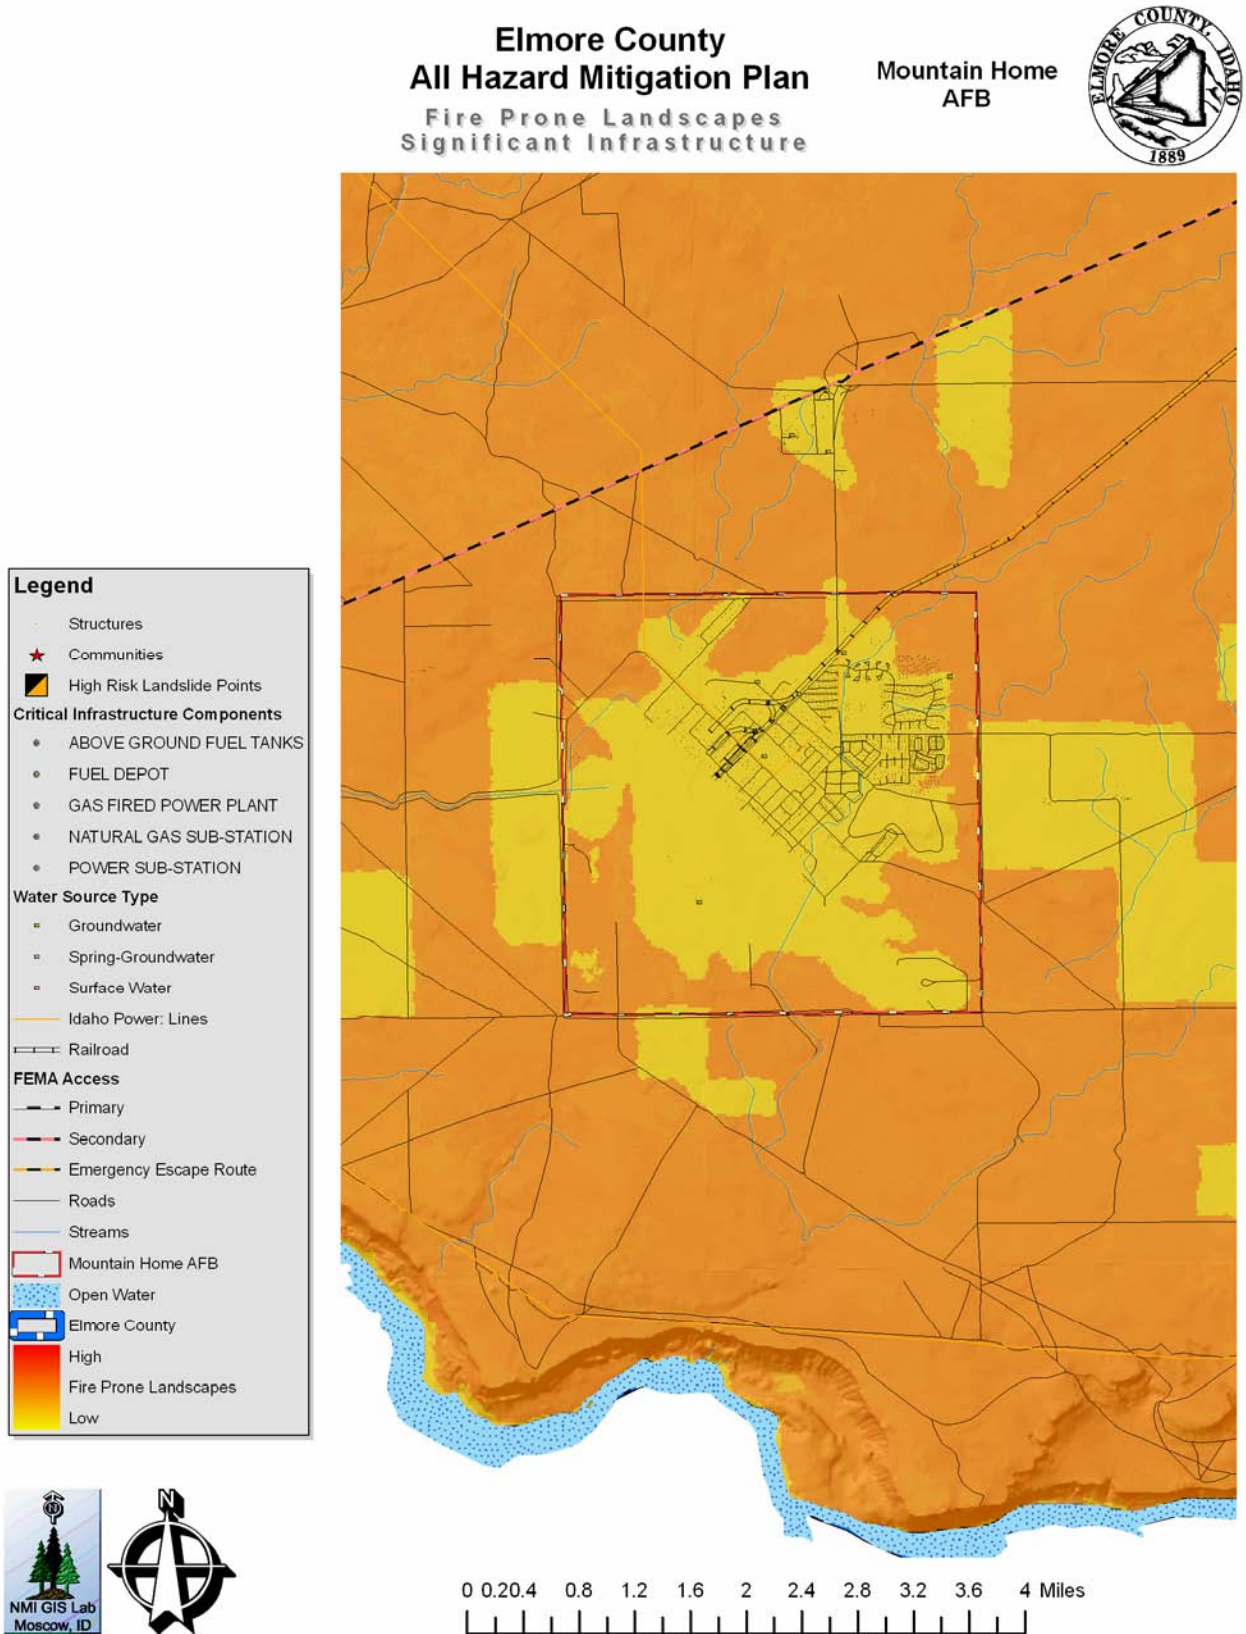 Elmore County
All Hazard Mitigation Plan
Fire Prone Landscapes
Significant Infrastructure
Mountain Home
AFB
ELMORE COUNTY, IDAHO
1889
Legend
Structures
Communities
High Risk Landslide Points
Critical Infrastructure Components
ABOVE GROUND FUEL TANKS
FUEL DEPOT
GAS FIRED POWER PLANT
NATURAL GAS SUB-STATION
POWER SUB-STATION
Water Source Type
Groundwater
Spring-Groundwater
Surface Water
Idaho Power: Lines
Railroad
FEMA Access
Primary
Secondary
Emergency Escape Route
Roads
Streams
Mountain Home AFB
Open Water
Elmore County
High
Fire Prone Landscapes
Low
N
NMI GIS Lab
Moscow, ID
N
0 0.20.4 0.8 1.2 1.6 2 2.4 2.8 3.2 3.6 4 Miles